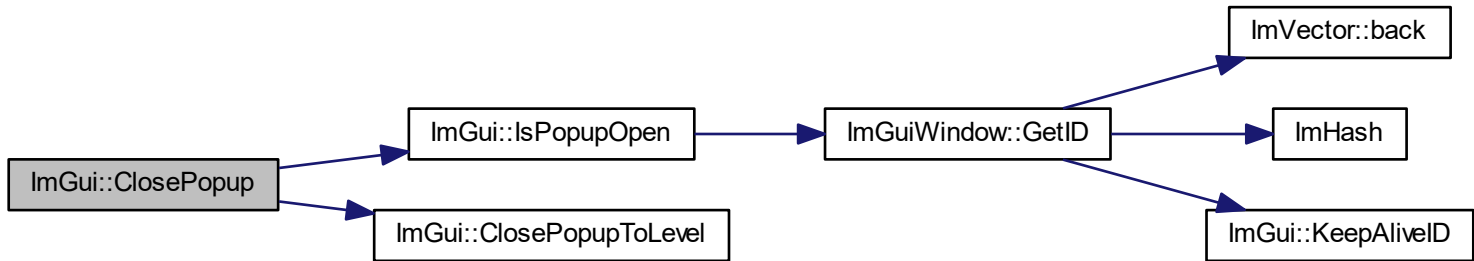 ImGui::ClosePopup
ImGui::IsPopupOpen
ImGui::ClosePopupToLevel
ImGuiWindow::GetID
ImVector::back
ImHash
ImGui::KeepAliveID